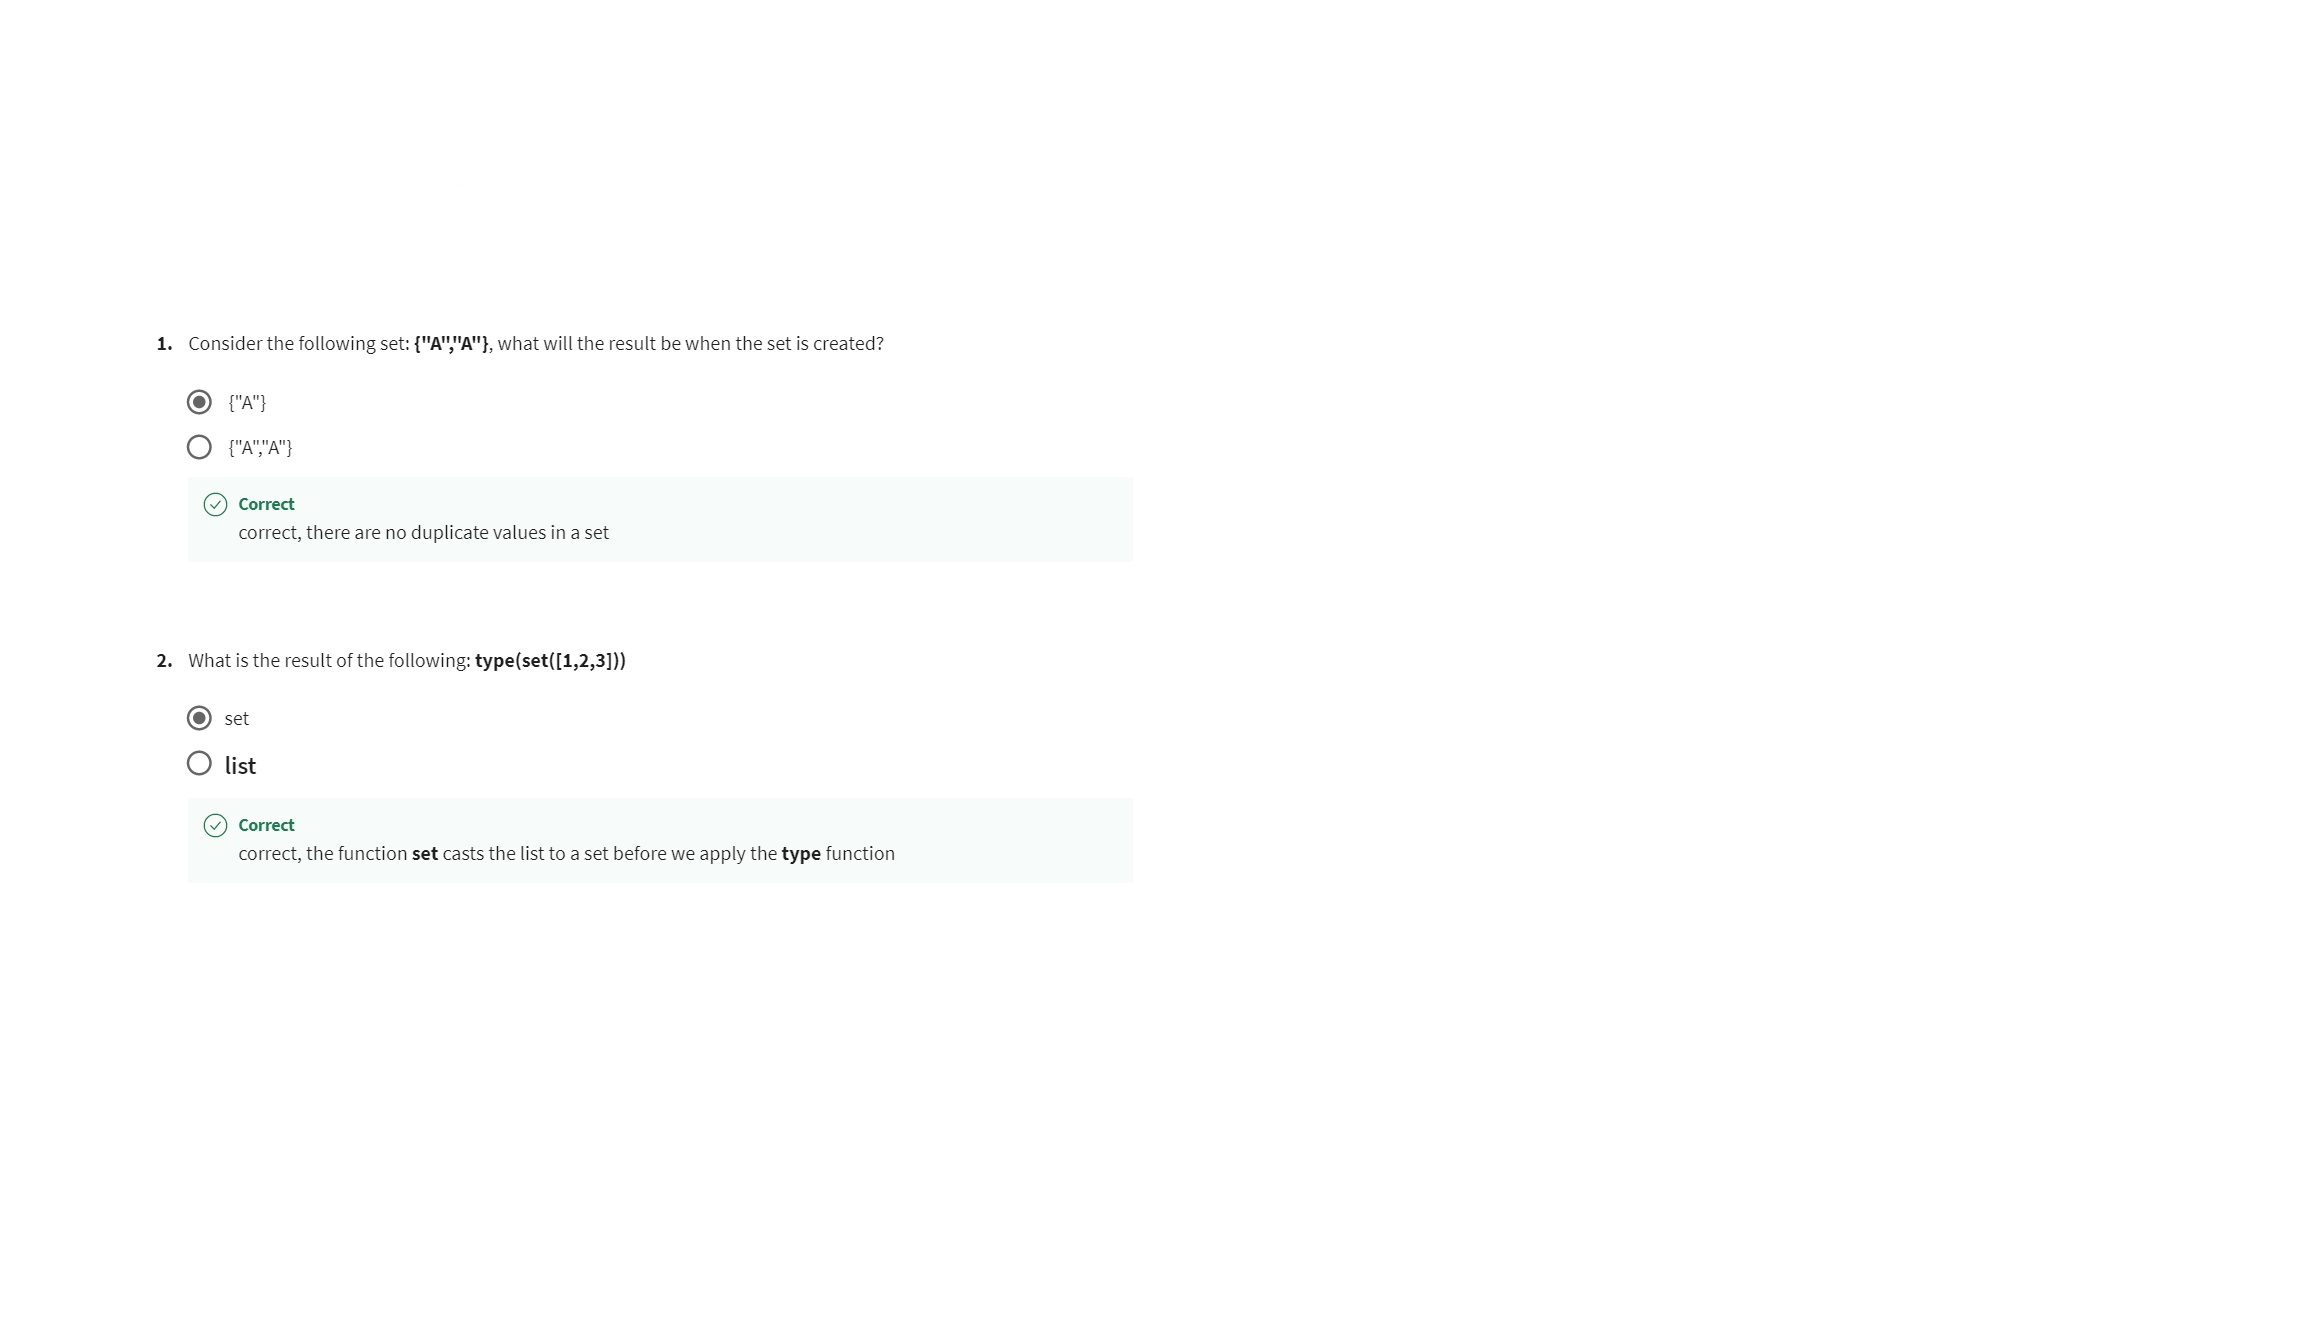 1. Consider the following set: {"A","A"}, what will the result be when the set is created?
{"A"}
{"A","A"}
Correct
correct, there are no duplicate values in a set
2. What is the result of the following: type(set([1,2,3]))
set
list
Correct
correct, the function set casts the list to a set before we apply the type function